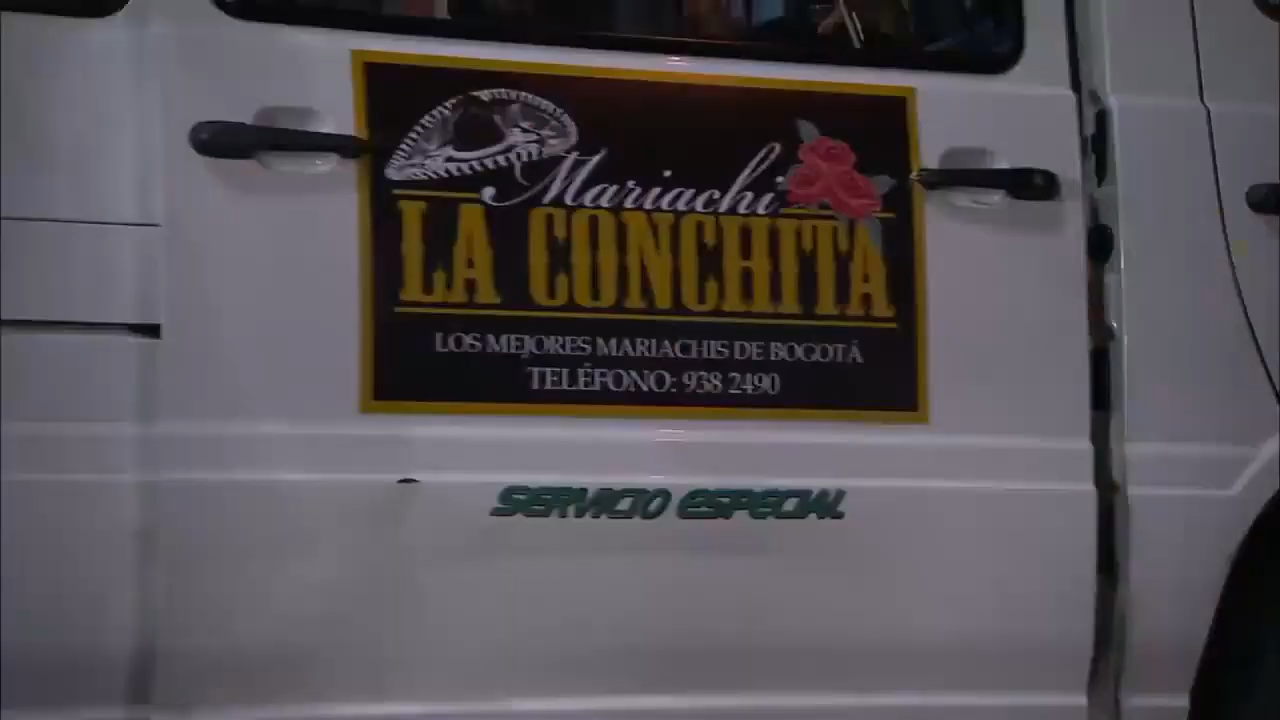 Mariachi
LA CONCHITA
LOS MEJORES MARIACHIS DE BOGOTÁ
TELÉFONO: 938 2490
SERVICIO ESPECIAL